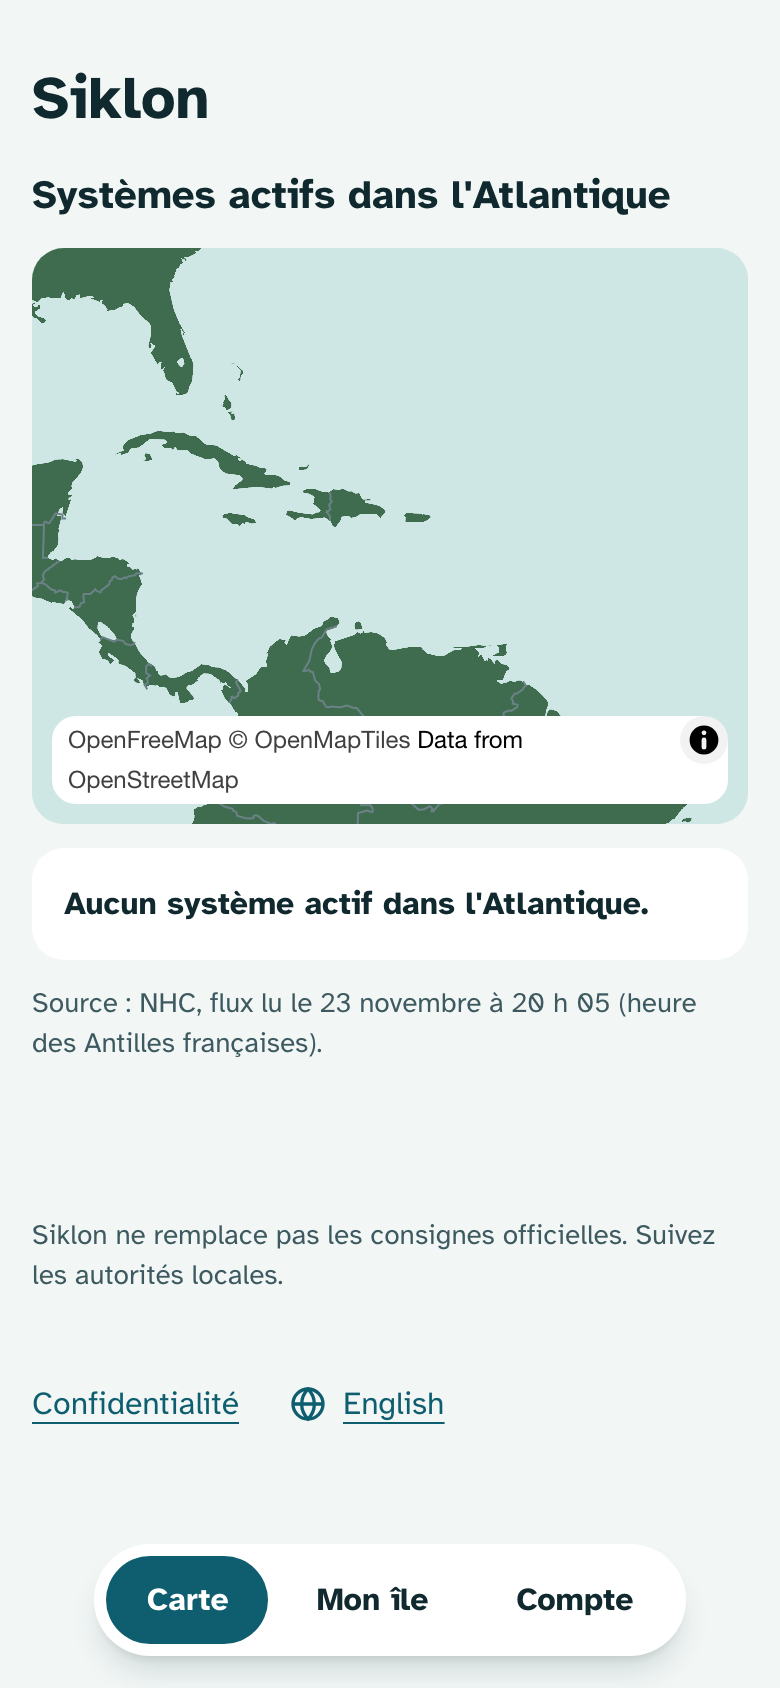 Siklon
Systèmes actifs dans l'Atlantique
OpenFreeMap © OpenMapTiles Data from
OpenStreetMap
Aucun système actif dans l'Atlantique.
Source : NHC, flux lu le 23 novembre à 20 h 05 (heure
des Antilles françaises).
Siklon ne remplace pas les consignes officielles. Suivez
les autorités locales.
Confidentialité English
Carte Mon île Compte